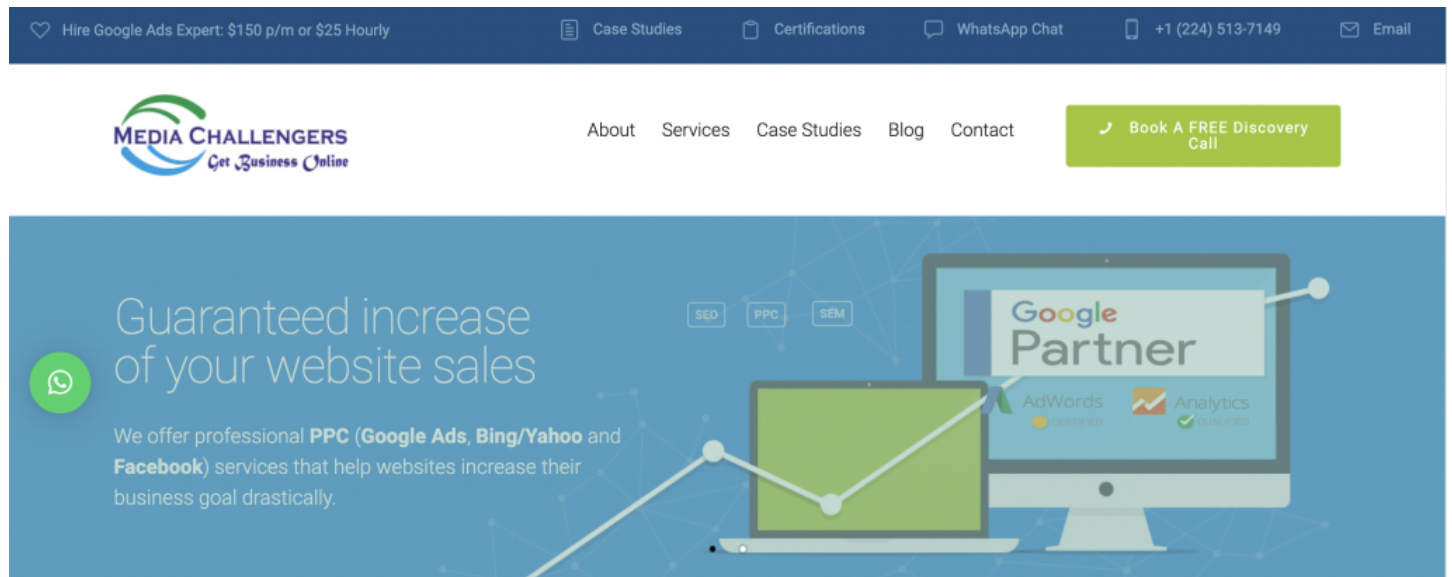 Hire Google Ads Expert: $150 p/m or $25 Hourly
Case Studies
Certifications
WhatsApp Chat
+1 (224) 513-7149
Email
MEDIA CHALLENGERS
Get Business Online
About
Services
Case Studies
Blog
Contact
Book A FREE Discovery
Call
Guaranteed increase
of your website sales
We offer professional PPC (Google Ads, Bing/Yahoo and
Facebook) services that help websites increase their
business goal drastically.
SEO
PPC
SEM
Google
Partner
AdWords
CERTIFIED
Analytics
QUALIFIED